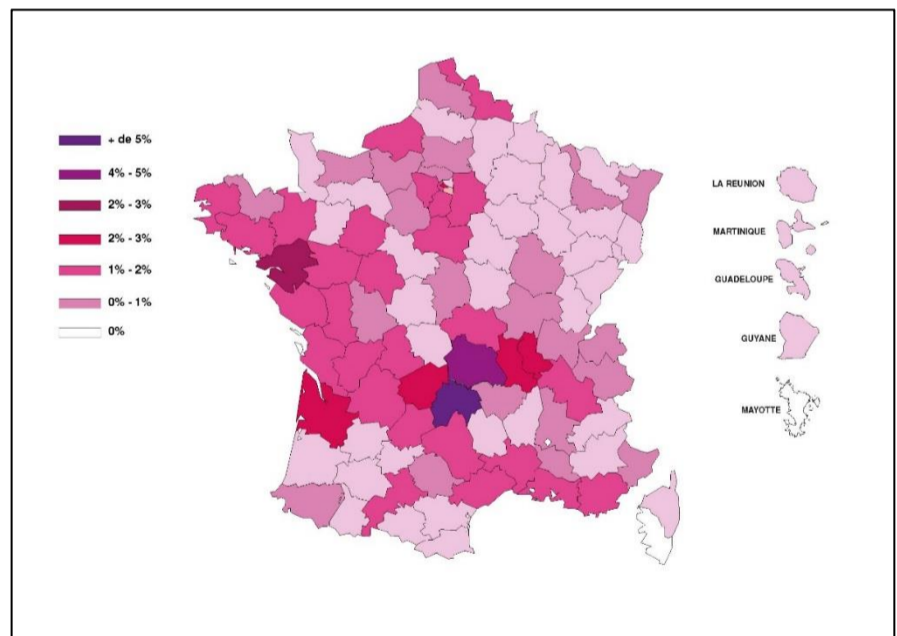 + de 5%
4% - 5%
2% - 3%
2% - 3%
1% - 2%
0% - 1%
0%
LA REUNION
MARTINIQUE
GUADELOUPE
GUYANE
MAYOTTE